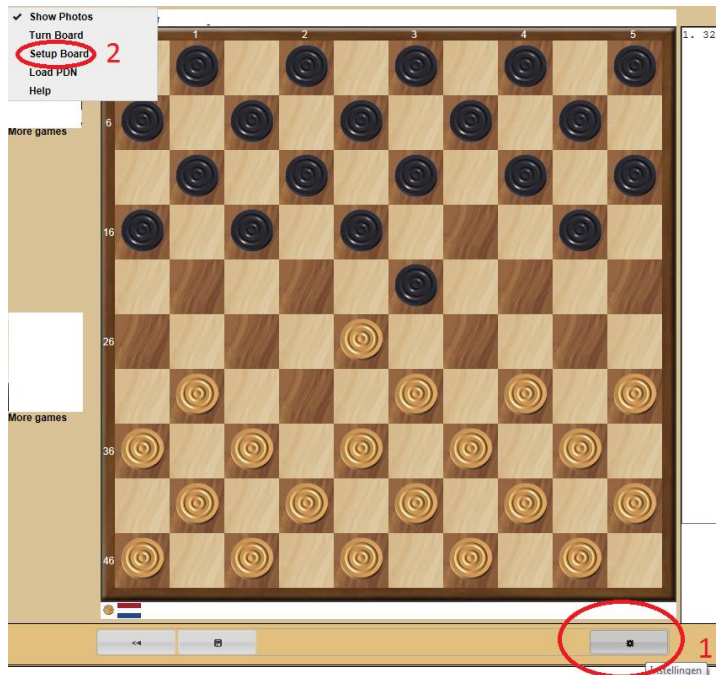 ✓ Show Photos
Turn Board
Setup Board 2
Load PDN
Help
More games
More games
1 2 3 4 5
6
16
26
36
46
1. 32
1
Instellingen